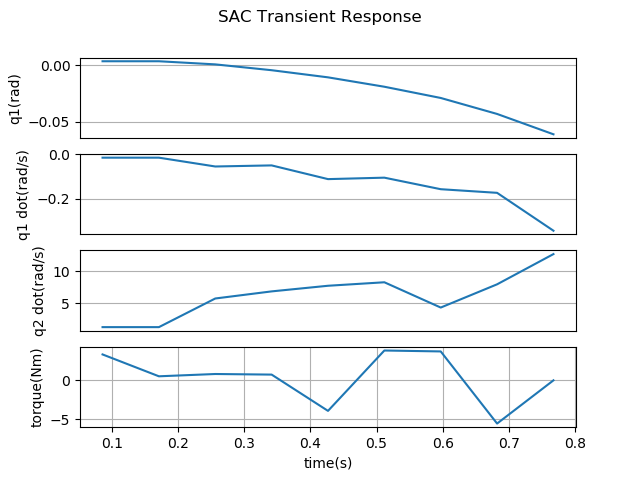 SAC Transient Response
q1(rad)
0.00
−0.05
q1 dot(rad/s)
0.0
−0.2
q2 dot(rad/s)
10
5
torque(Nm)
0
−5
0.1 0.2 0.3 0.4 0.5 0.6 0.7 0.8
time(s)